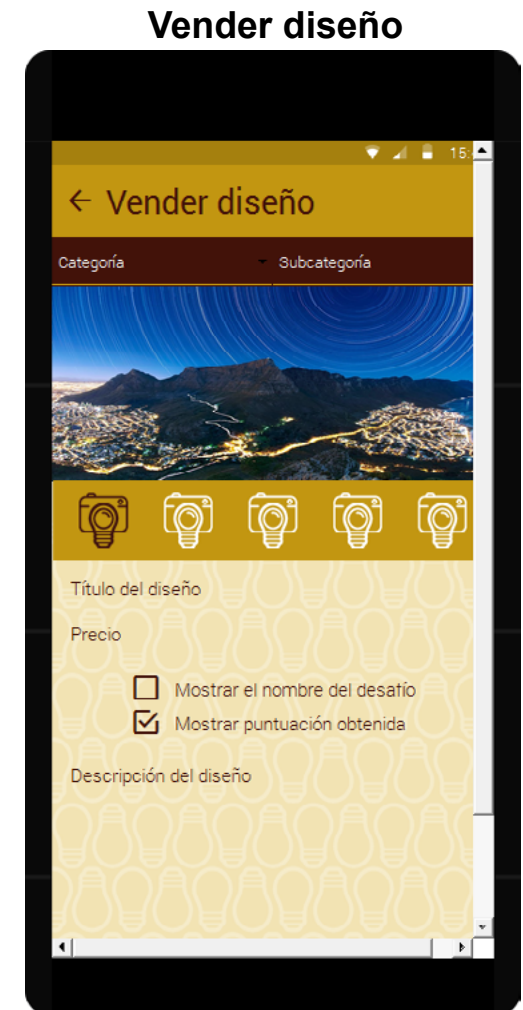 Vender diseño
15:
← Vender diseño
Categoría Subcategoría
Título del diseño
Precio
Mostrar el nombre del desafío
Mostrar puntuación obtenida
Descripción del diseño